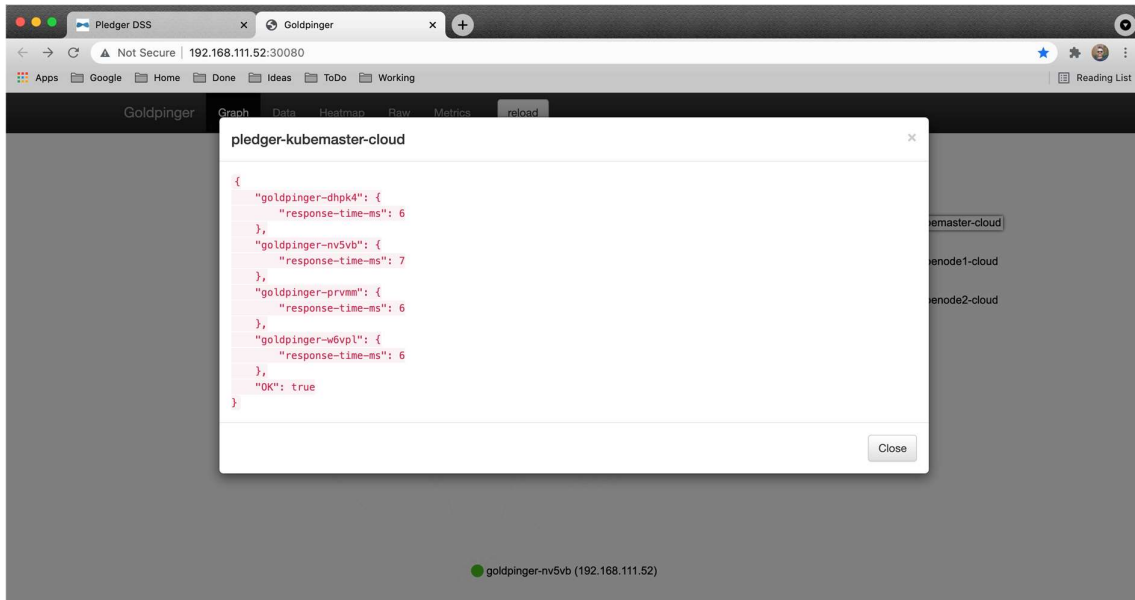 Pledger DSS
Goldpinger
Not Secure | 192.168.111.52:30080
Apps Google Home Done Ideas ToDo Working Reading List
Goldpinger Graph Data Heatmap Raw Metrics reload
pledger-kubemaster-cloud ×
{
"goldpinger-dhpk4": {
"response-time-ms": 6
},
"goldpinger-nv5vb": {
"response-time-ms": 7
},
"goldpinger-prvmm": {
"response-time-ms": 6
},
"goldpinger-w6vpl": {
"response-time-ms": 6
},
"OK": true
}
emaster-cloud
enode1-cloud
enode2-cloud
Close
goldpinger-nv5vb (192.168.111.52)